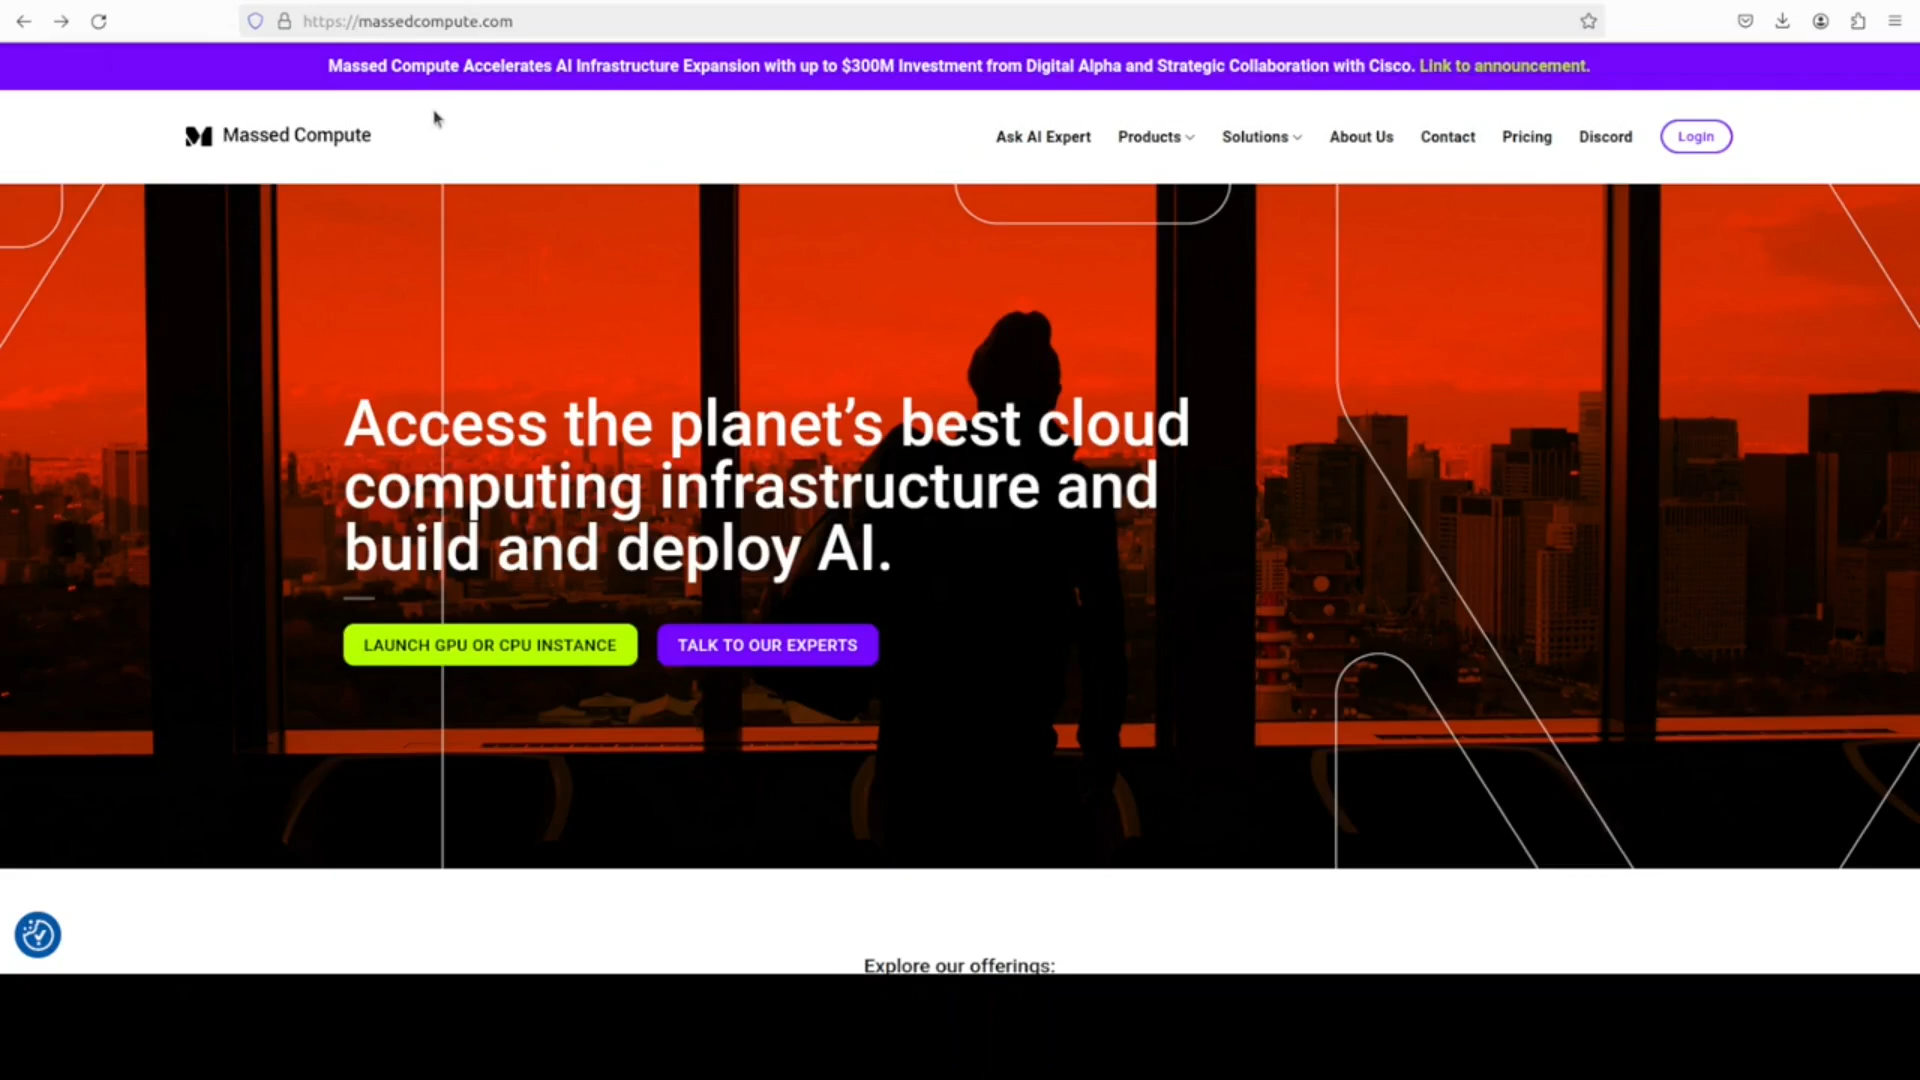 https://massedcompute.com
Massed Compute Accelerates AI Infrastructure Expansion with up to $300M Investment from Digital Alpha and Strategic Collaboration with Cisco. Link to announcement.
Massed Compute
Ask AI Expert Products Solutions About Us Contact Pricing Discord Login
Access the planet’s best cloud
computing infrastructure and
build and deploy AI.
LAUNCH GPU OR CPU INSTANCE TALK TO OUR EXPERTS
Explore our offerings: